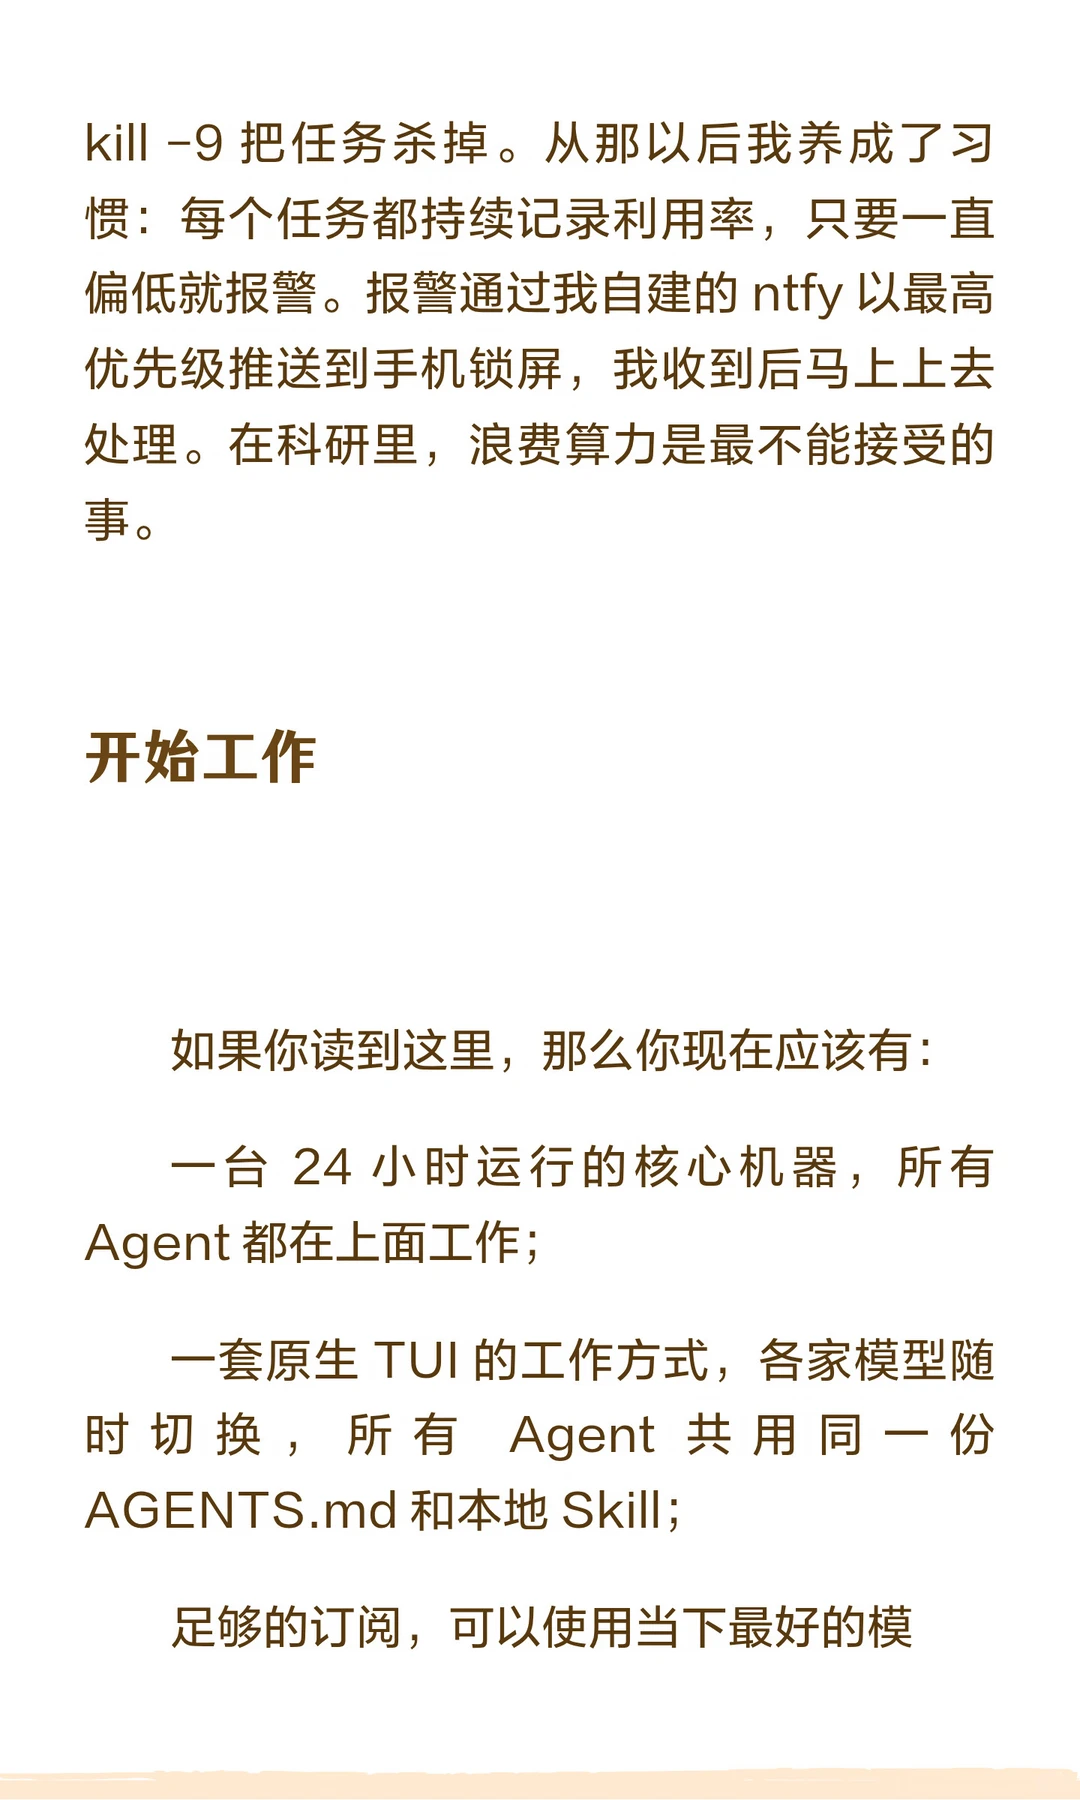 kill -9 把任务杀掉。从那以后我养成了习
惯：每个任务都持续记录利用率，只要一直
偏低就报警。报警通过我自建的 ntfy 以最高
优先级推送到手机锁屏，我收到后马上上去
处理。在科研里，浪费算力是最不能接受的
事。
开始工作
如果你读到这里，那么你现在应该有：
一台 24 小时运行的核心机器，所有
Agent 都在上面工作；
一套原生 TUI 的工作方式，各家模型随
时切换，所有 Agent 共用同一份
AGENTS.md 和本地 Skill；
足够的订阅，可以使用当下最好的模